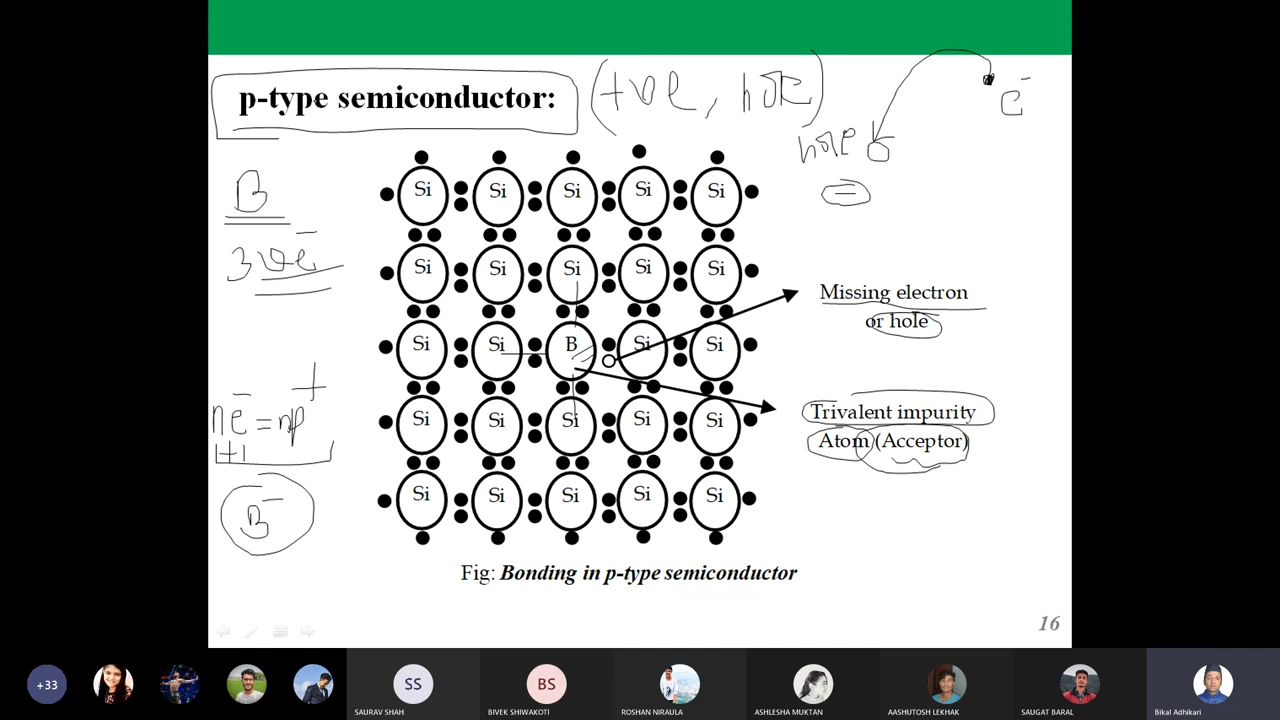 p-type semiconductor: (+ve, hole)
e-
hole
B
3 ve-
Si Si Si Si Si
Si Si Si Si Si
Missing electron
or hole
Si Si B Si Si
Trivalent impurity
Atom (Acceptor)
ne- = np+
+1
Si Si Si Si Si
Si Si Si Si Si
B-
Fig: Bonding in p-type semiconductor
16
+33
SS
BS
SAURAV SHAH
BIVEK SHIWAKOTI
ROSHAN NIRAULA
ASHLESHA MUKTAN
AASHUTOSH LEKHAK
SAUGAT BARAL
Bikal Adhikari